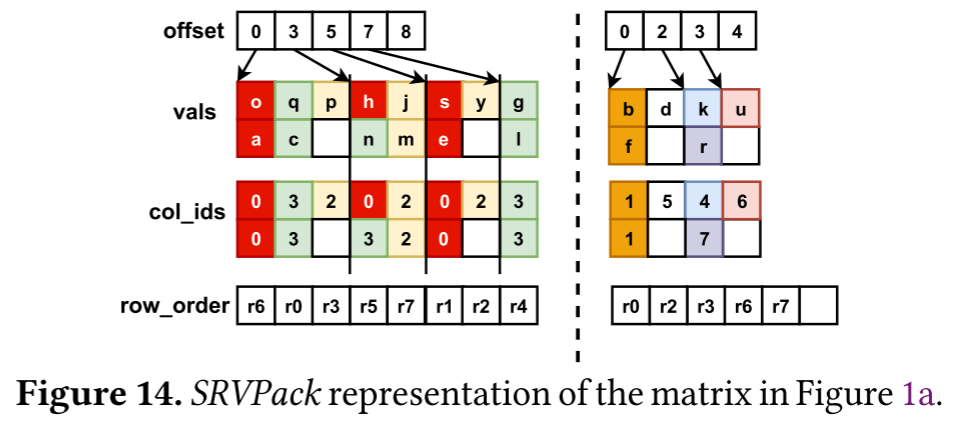 offset 0 3 5 7 8 0 2 3 4
vals o q p h j s y g b d k u
a c n m e l f r
col_ids 0 3 2 0 2 0 2 3 1 5 4 6
0 3 3 2 0 3 1 7
row_order r6 r0 r3 r5 r7 r1 r2 r4 r0 r2 r3 r6 r7
Figure 14. SRVPack representation of the matrix in Figure 1a.